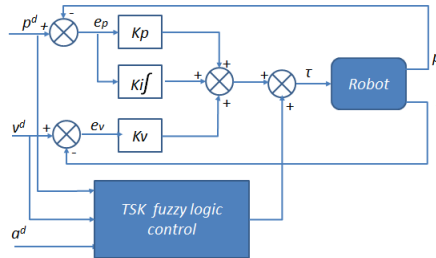 p^d
+
-
e_p
Kp
+
p
Ki∫
+
+
τ
Robot
v^d
+
-
e_v
Kv
+
+
TSK fuzzy logic
control
a^d